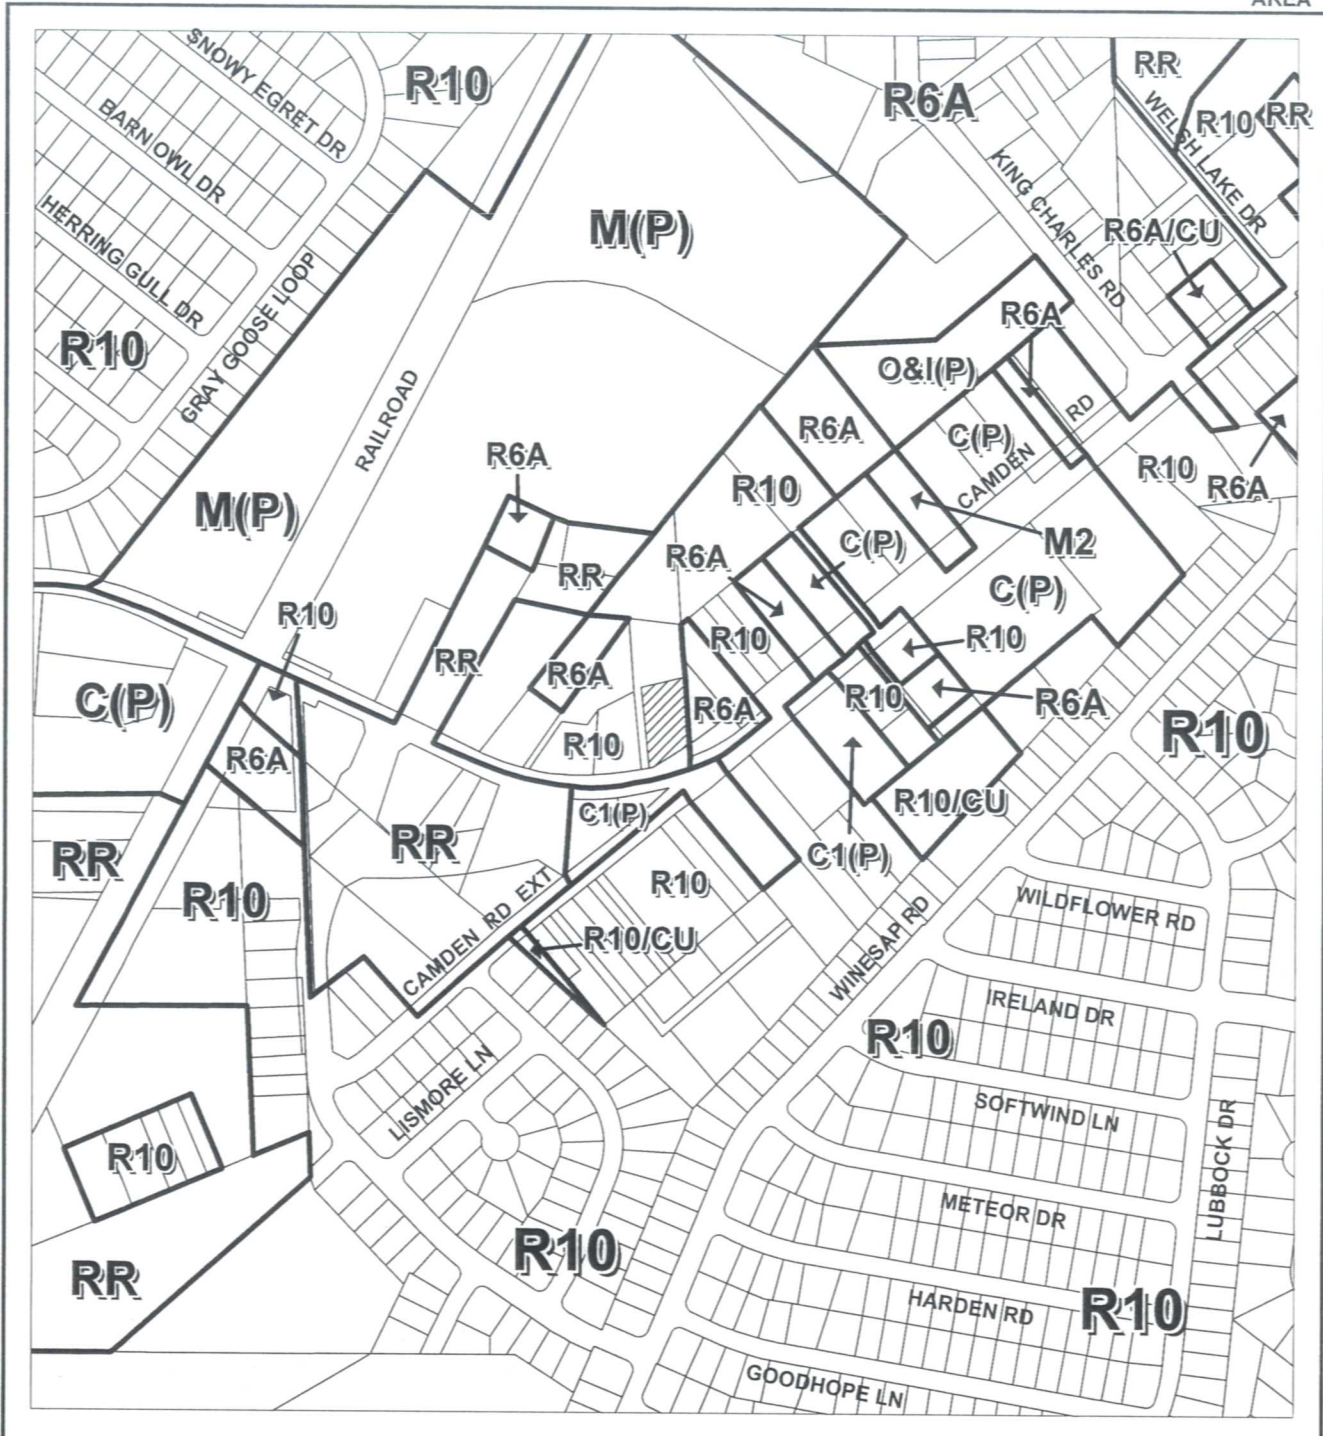 AREA
SNOWY EGRET DR
R10
R6A
RR
R10
RR
BARN OWL DR
WELSH LAKE DR
KING CHARLES RD
HERRING GULL DR
M(P)
R6A/CU
GRAY GOOSE LOOP
R10
R6A
O&I(P)
RAILROAD
R6A
C(P)
CAMDEN RD
R6A
R10
R10
R6A
M(P)
C(P)
M2
R6A
RR
C(P)
R10
R10
R10
RR
R6A
R10
R6A
R6A
C(P)
R10
R10
R6A
R10/CU
C1(P)
RR
RR
C1(P)
R10
R10
CAMDEN RD EXT
R10/CU
WINESAP RD
WILDFLOWER RD
IRELAND DR
R10
LISMORE LN
SOFTWIND LN
LUBBOCK DR
R10
METEOR DR
R10
RR
HARDEN RD
R10
GOODHOPE LN